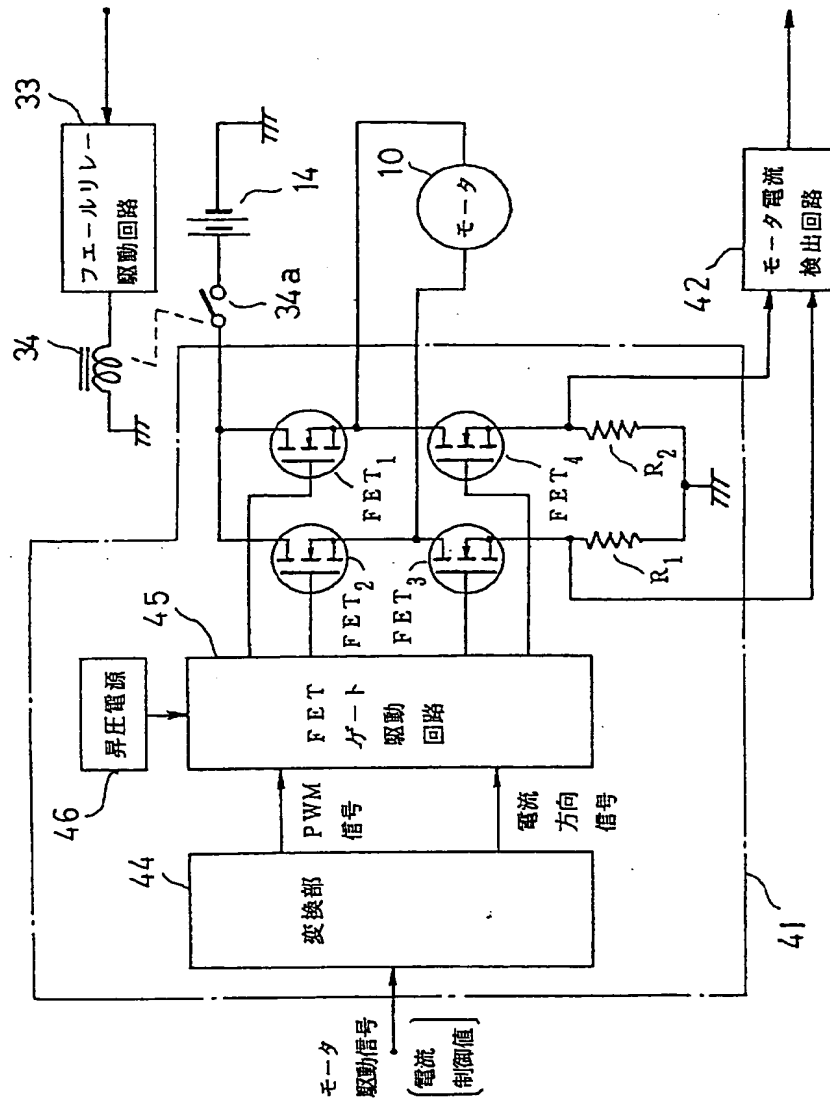 33
フェールリレー
駆動回路
34
34a
14
10
モータ
42
モータ電流
検出回路
FET1
FET2
FET3
FET4
R1
R2
46
昇圧電源
45
FET
ゲート
駆動
回路
PWM
信号
電流
方向
信号
44
変換部
モータ
駆動信号
電流
制御値
41